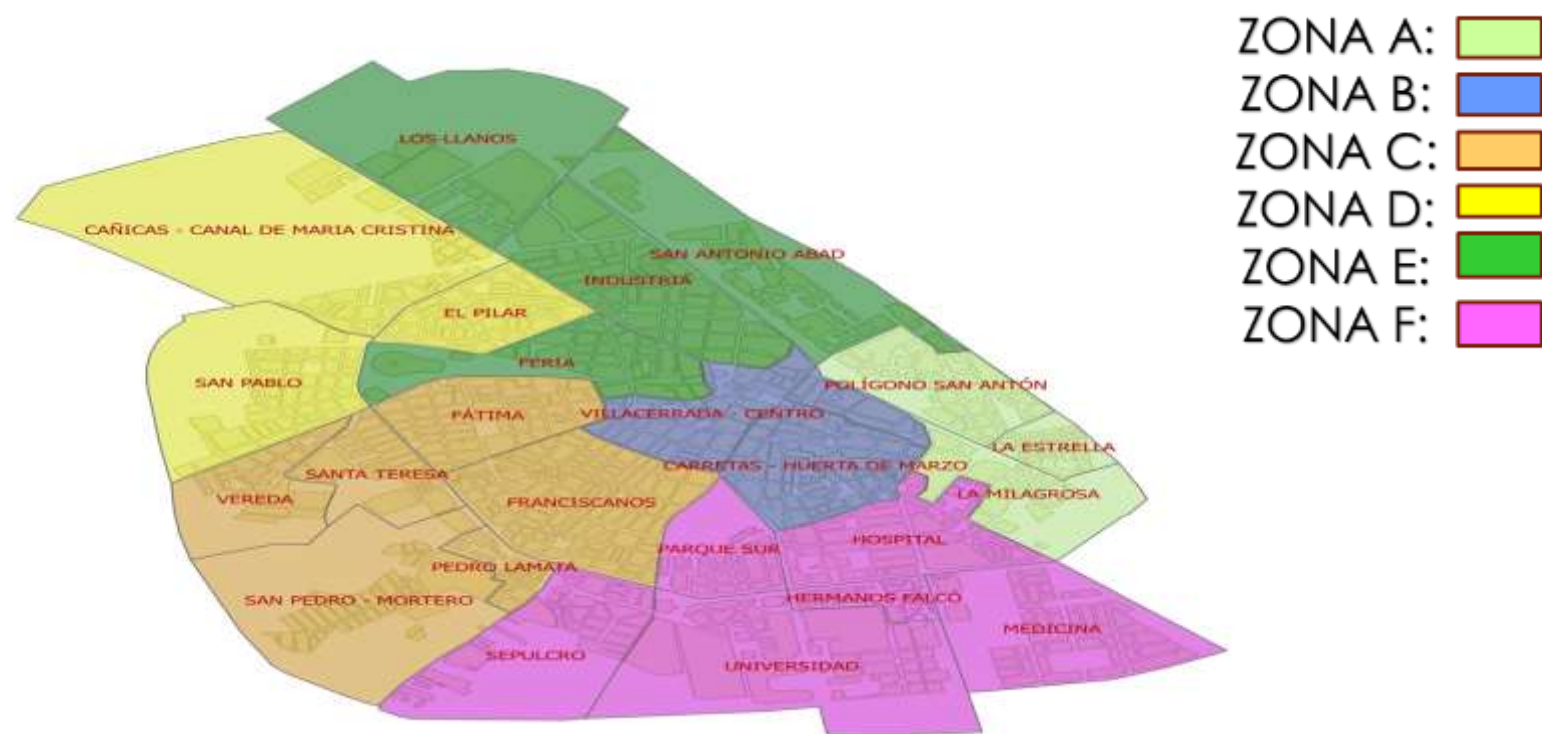 ZONA A:
ZONA B:
ZONA C:
ZONA D:
ZONA E:
ZONA F:
LOS LLANOS
CAÑICAS - CANAL DE MARIA CRISTINA
SAN ANTONIO ABAD
INDUSTRIA
EL PILAR
FERIA
SAN PABLO
POLÍGONO SAN ANTÓN
FÁTIMA
VILLACERRADA - CENTRO
LA ESTRELLA
CARRETAS - HUERTA DE MARZO
SANTA TERESA
LA MILAGROSA
VEREDA
FRANCISCANOS
HOSPITAL
PARQUE SUR
PEDRO LAMATA
HERMANOS FALCÓ
SAN PEDRO - MORTERO
MEDICINA
SEPULCRO
UNIVERSIDAD